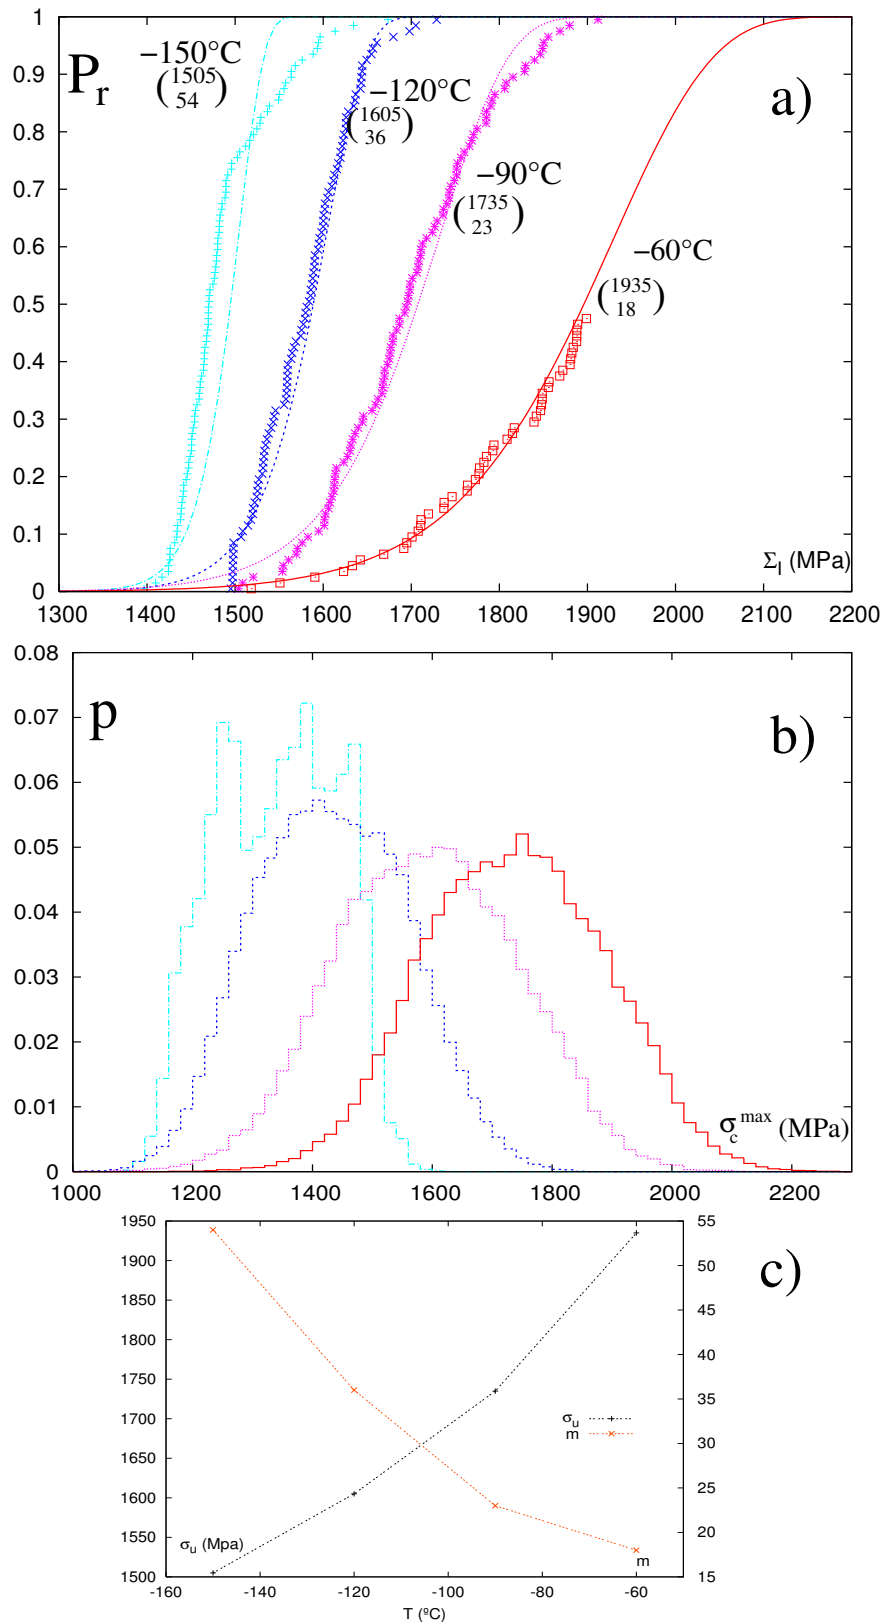 1
0.9
0.8
0.7
0.6
0.5
0.4
0.3
0.2
0.1
0
Pr
−150°C
(1505
54)
−120°C
(1605
36)
−90°C
(1735
23)
−60°C
(1935
18)
a)
ΣI (MPa)
1300 1400 1500 1600 1700 1800 1900 2000 2100 2200
0.08
0.07
0.06
0.05
0.04
0.03
0.02
0.01
0
p
b)
σc max (MPa)
1000 1200 1400 1600 1800 2000 2200
1950
1900
1850
1800
1750
1700
1650
1600
1550
1500
55
50
45
40
35
30
25
20
15
c)
σu
m
σu (Mpa)
m
-160 -140 -120 -100 -80 -60
T (ºC)